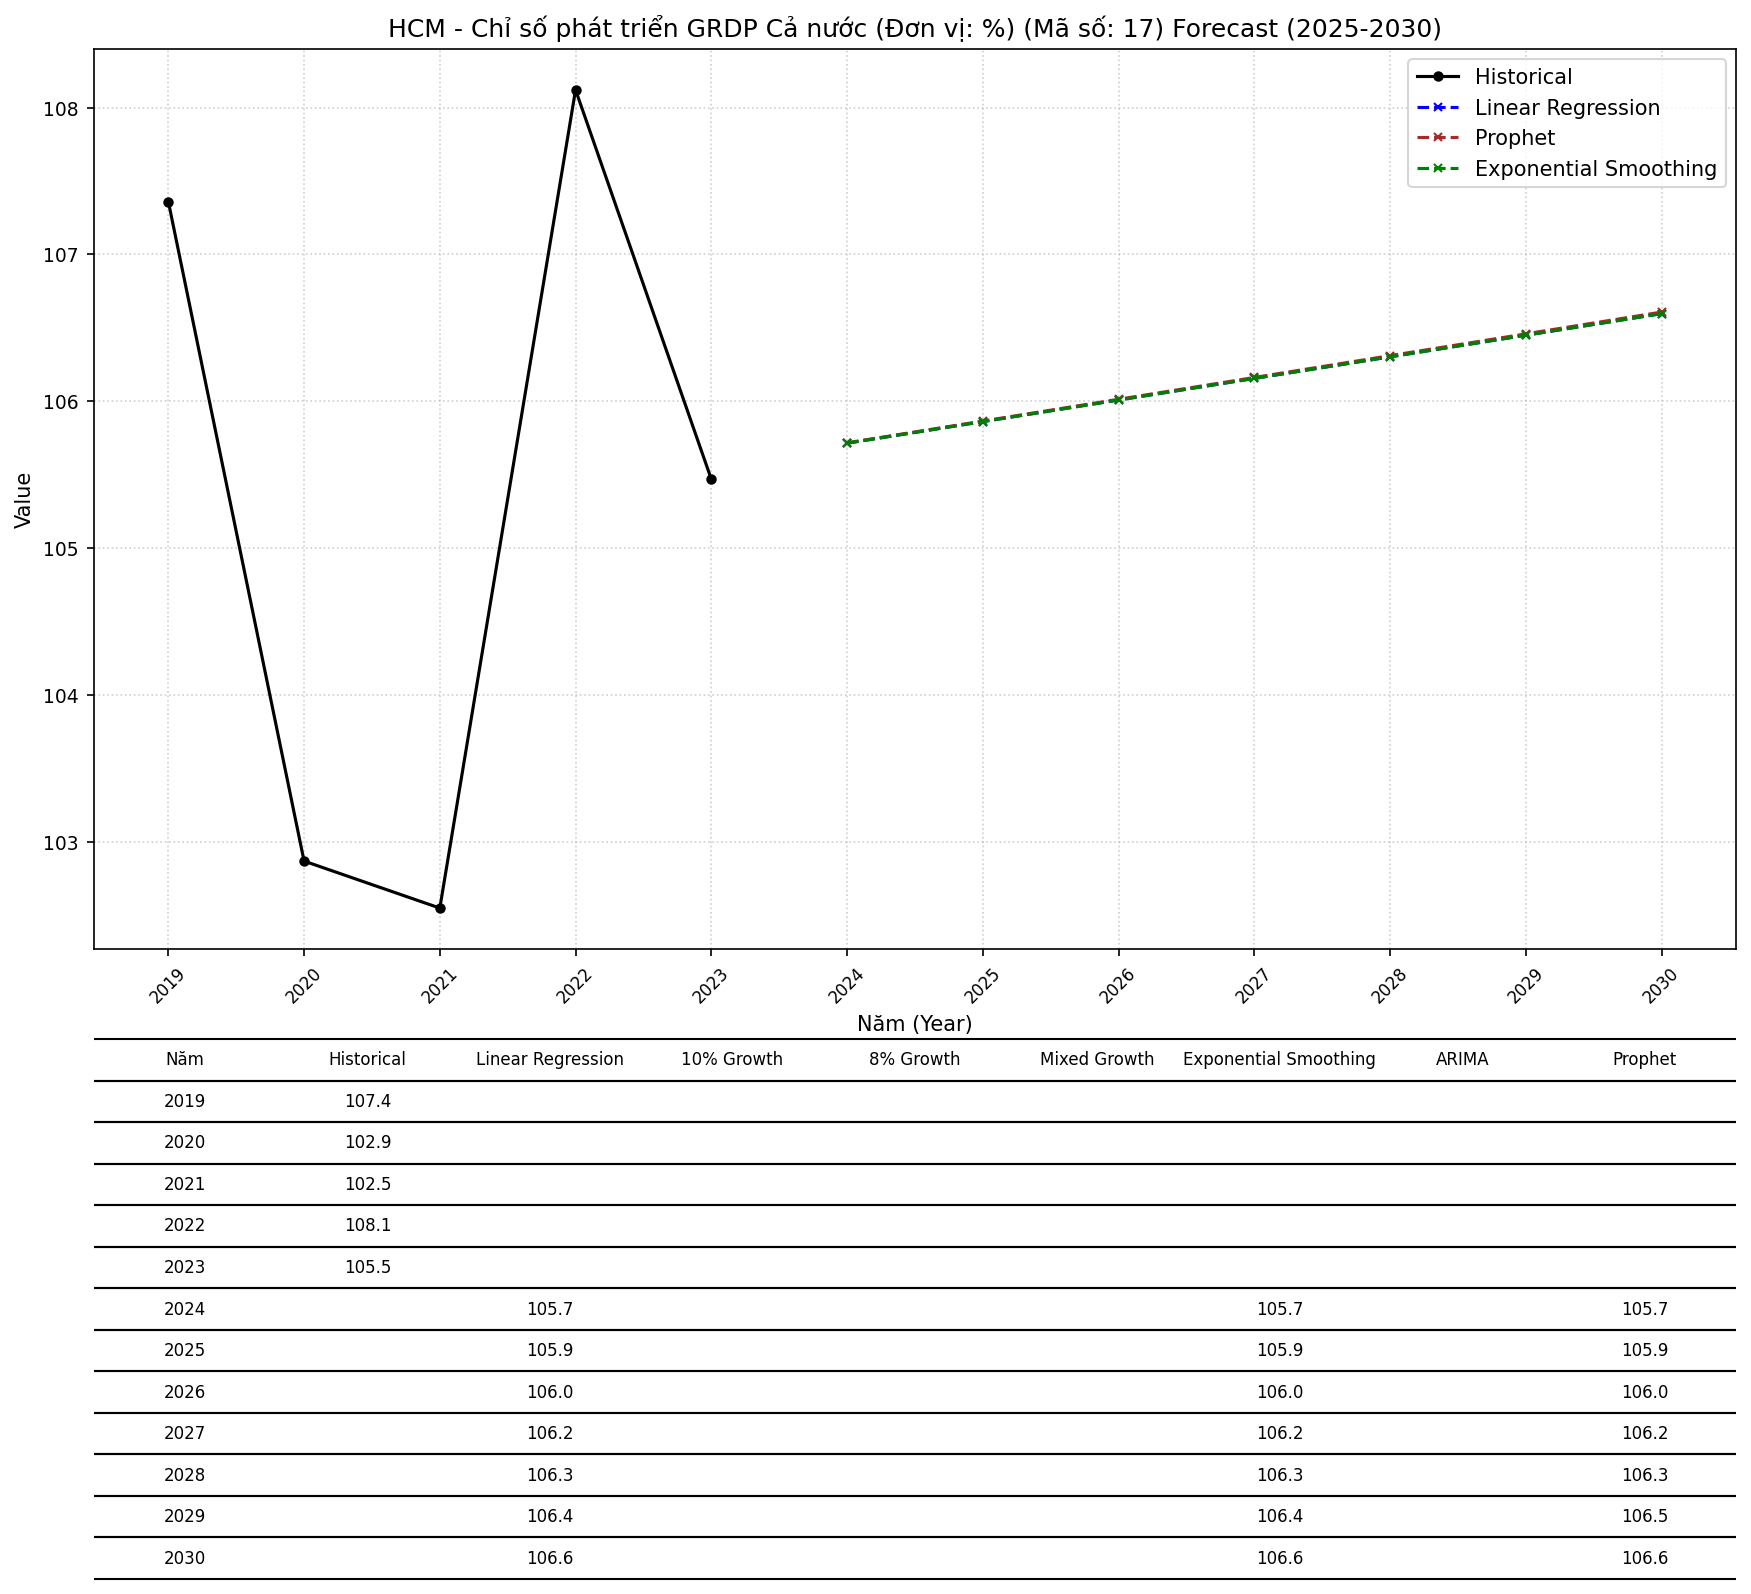 HCM - Chỉ số phát triển GRDP Cả nước (Đơn vị: %) (Mã số: 17) Forecast (2025-2030)
Historical
Linear Regression
Prophet
Exponential Smoothing
Value
108
107
106
105
104
103
2019 2020 2021 2022 2023 2024 2025 2026 2027 2028 2029 2030
Năm (Year)
Năm Historical Linear Regression 10% Growth 8% Growth Mixed Growth Exponential Smoothing ARIMA Prophet
2019 107.4
2020 102.9
2021 102.5
2022 108.1
2023 105.5
2024 105.7 105.7 105.7
2025 105.9 105.9 105.9
2026 106.0 106.0 106.0
2027 106.2 106.2 106.2
2028 106.3 106.3 106.3
2029 106.4 106.4 106.5
2030 106.6 106.6 106.6